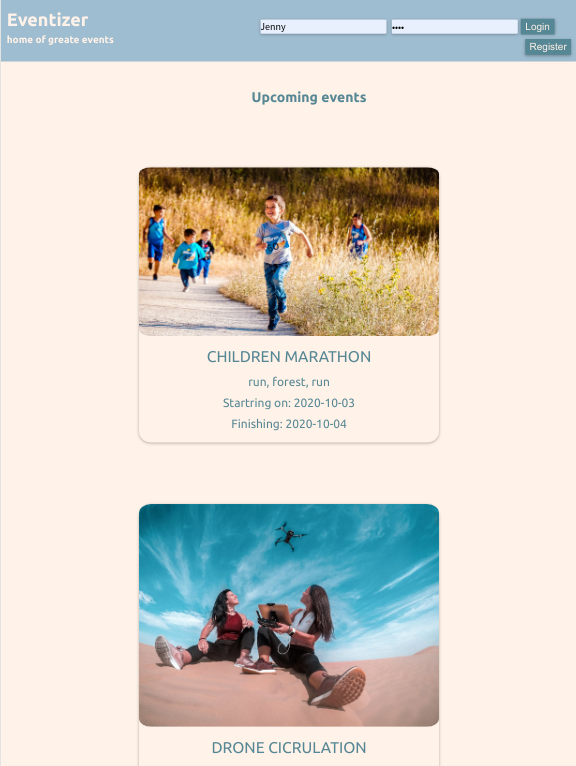 Eventizer
home of greate events
Jenny
•••• 
Login
Register
Upcoming events
CHILDREN MARATHON
run, forest, run
Startring on: 2020-10-03
Finishing: 2020-10-04
DRONE CICRULATION